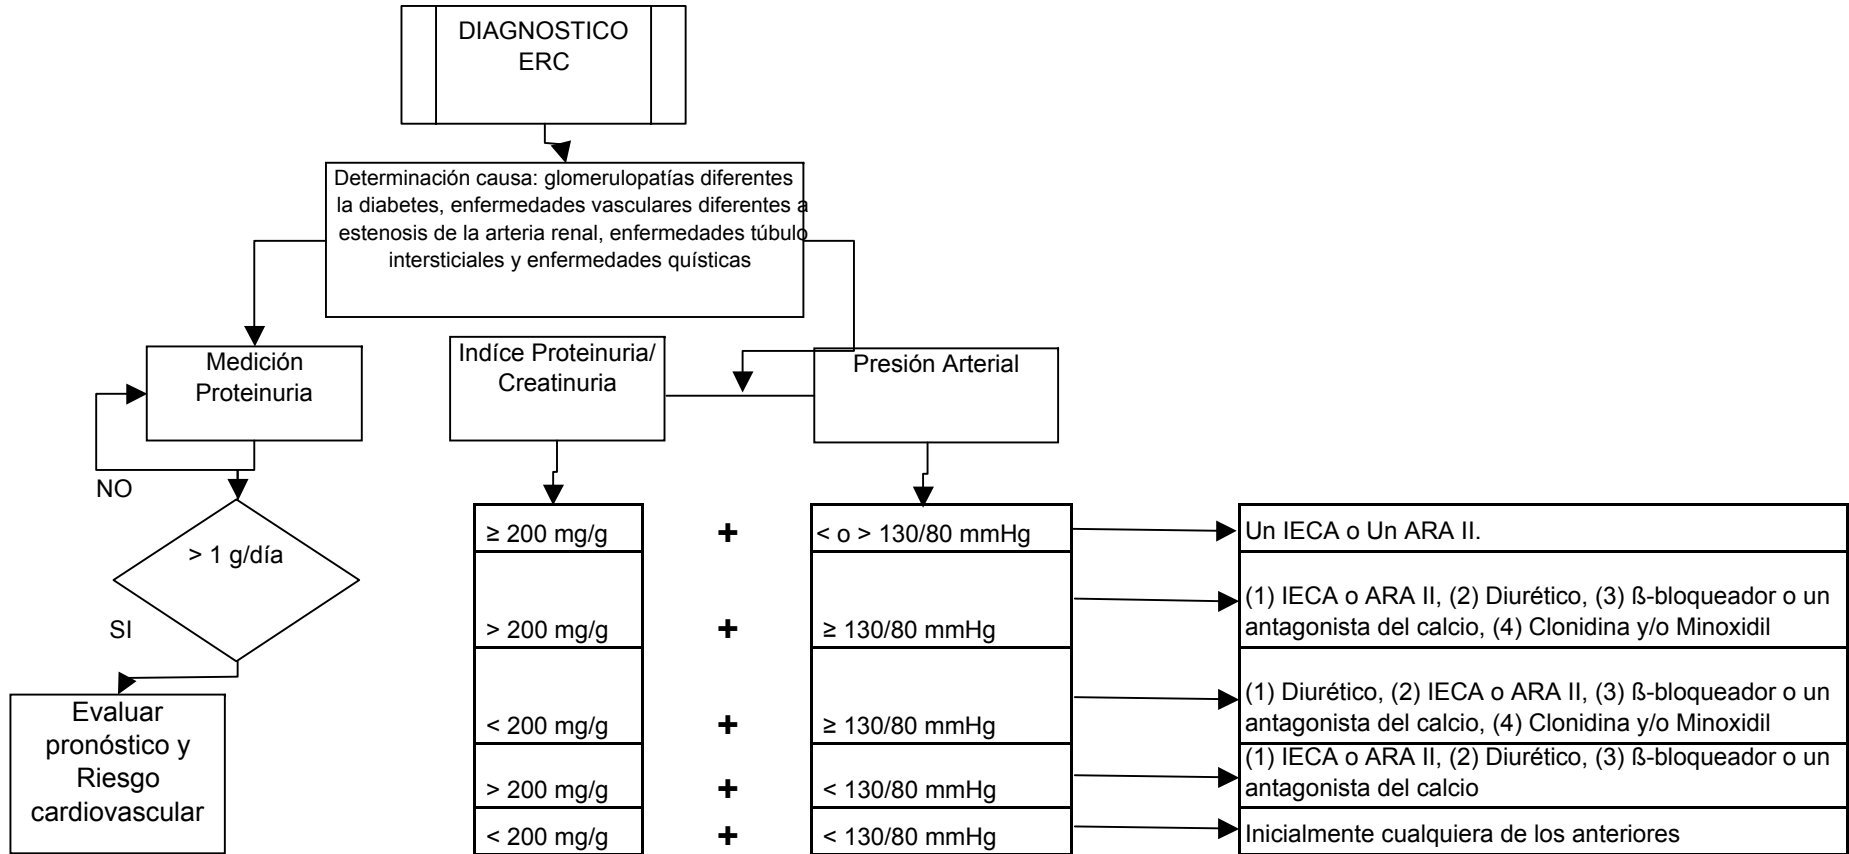 DIAGNOSTICO
ERC
Determinación causa: glomerulopatías diferentes
la diabetes, enfermedades vasculares diferentes a
estenosis de la arteria renal, enfermedades túbulo
intersticiales y enfermedades quísticas
Medición
Proteinuria
Indíce Proteinuria/
Creatinuria
Presión Arterial
NO
> 1 g/día
SI
Evaluar
pronóstico y
Riesgo
cardiovascular
≥ 200 mg/g + < o > 130/80 mmHg Un IECA o Un ARA II.
> 200 mg/g + ≥ 130/80 mmHg (1) IECA o ARA II, (2) Diurético, (3) ß-bloqueador o un
antagonista del calcio, (4) Clonidina y/o Minoxidil
< 200 mg/g + ≥ 130/80 mmHg (1) Diurético, (2) IECA o ARA II, (3) ß-bloqueador o un
antagonista del calcio, (4) Clonidina y/o Minoxidil
> 200 mg/g + < 130/80 mmHg (1) IECA o ARA II, (2) Diurético, (3) ß-bloqueador o un
antagonista del calcio
< 200 mg/g + < 130/80 mmHg Inicialmente cualquiera de los anteriores